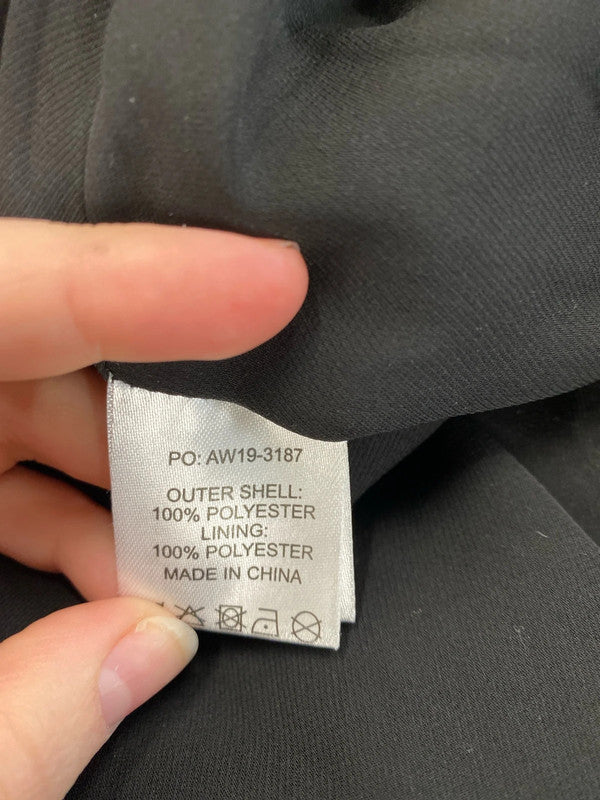 PO: AW19-3187
OUTER SHELL:
100% POLYESTER
LINING:
100% POLYESTER
MADE IN CHINA